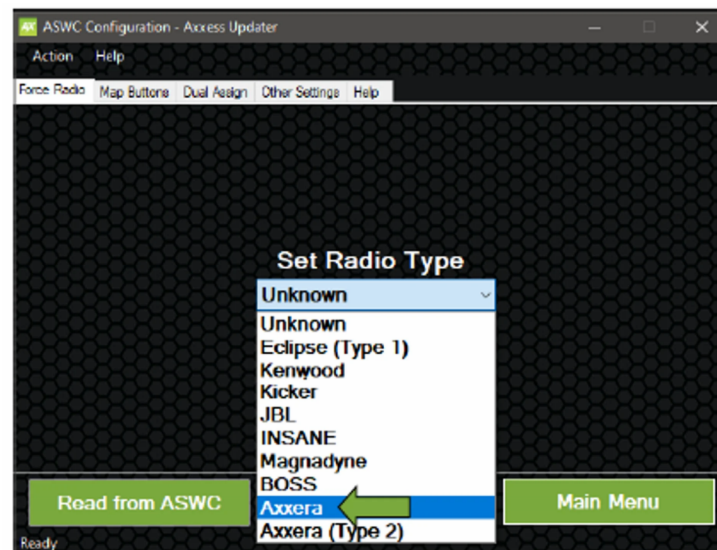 AX ASWC Configuration - Axxess Updater
Action Help
Force Radio Map Buttons Dual Assign Other Settings Help
Set Radio Type
Unknown
Unknown
Eclipse (Type 1)
Kenwood
Kicker
JBL
INSANE
Magnadyne
BOSS
Axxera
Axxera (Type 2)
Read from ASWC
Main Menu
Ready